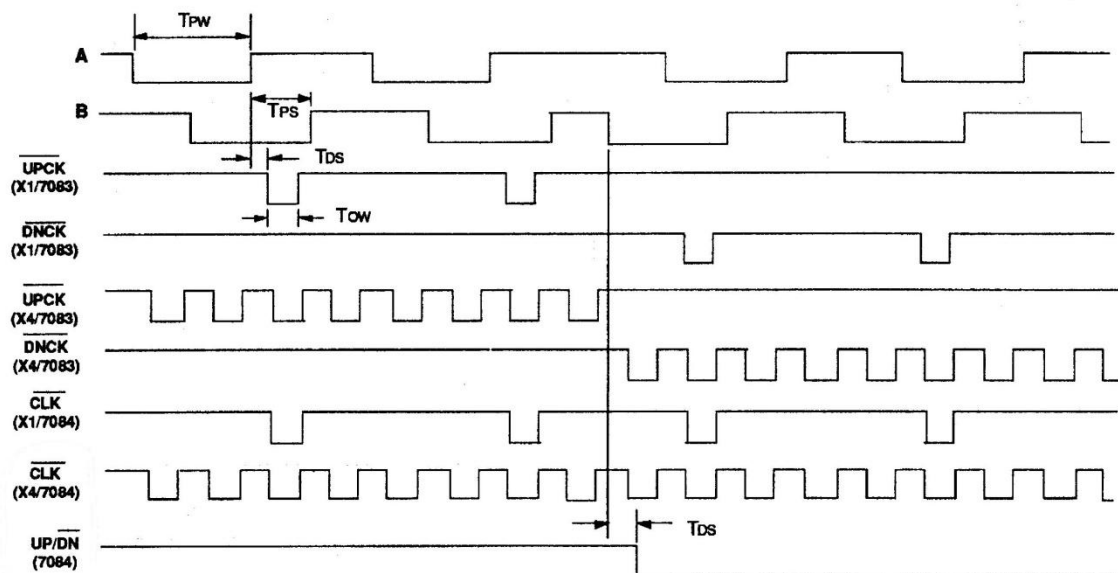 TPW
A
TPS
B
TDS
UPCK
(X1/7083)
TOW
DNCK
(X1/7083)
UPCK
(X4/7083)
DNCK
(X4/7083)
CLK
(X1/7084)
CLK
(X4/7084)
TDS
UP/DN
(7084)